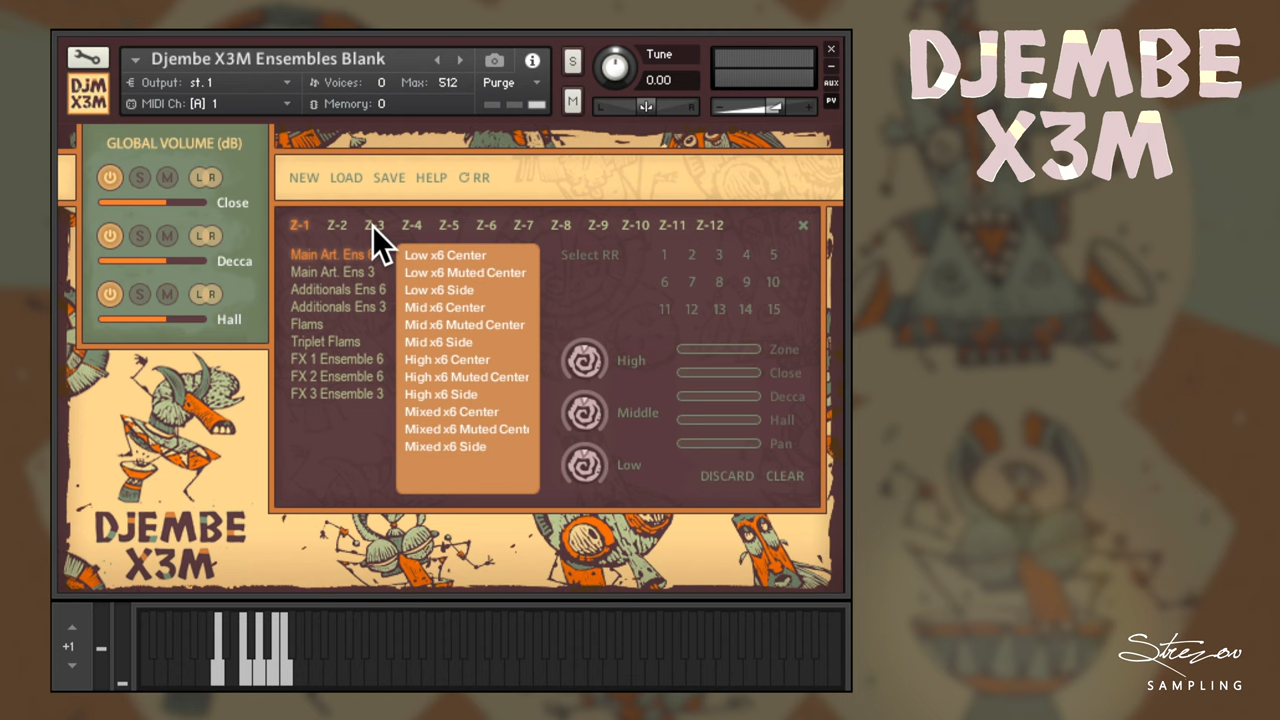 DJEMBE
X3M
Djembe X3M Ensembles Blank
Output: st.1
Voices: 0 Max: 512
Purge
MIDI Ch: [A] 1
Memory: 0
DJM
X3M
S
M
Tune
0.00
L R
AUX
PV
GLOBAL VOLUME (dB)
S M L R
Close
S M L R
Decca
S M L R
Hall
NEW LOAD SAVE HELP RR
Z-1 Z-2 Z-3 Z-4 Z-5 Z-6 Z-7 Z-8 Z-9 Z-10 Z-11 Z-12
Main Art. Ens
Main Art. Ens 3
Additionals Ens 6
Additionals Ens 3
Flams
Triplet Flams
FX 1 Ensemble 6
FX 2 Ensemble 6
FX 3 Ensemble 3
Low x6 Center
Low x6 Muted Center
Low x6 Side
Mid x6 Center
Mid x6 Muted Center
Mid x6 Side
High x6 Center
High x6 Muted Center
High x6 Side
Mixed x6 Center
Mixed x6 Muted Cent
Mixed x6 Side
Select RR
1 2 3 4 5
6 7 8 9 10
11 12 13 14 15
High
Middle
Low
Zone
Close
Decca
Hall
Pan
DISCARD CLEAR
DJEMBE
X3M
+1
Strezov
SAMPLING